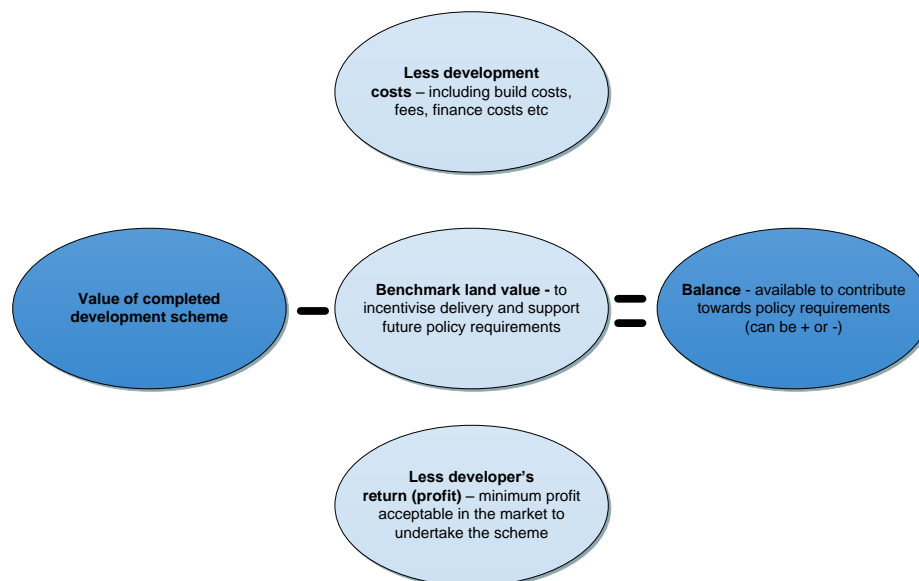 Less development
costs – including build costs,
fees, finance costs etc
Value of completed
development scheme
Benchmark land value - to
incentivise delivery and support
future policy requirements
Balance - available to contribute
towards policy requirements
(can be + or -)
Less developer’s
return (profit) – minimum profit
acceptable in the market to
undertake the scheme